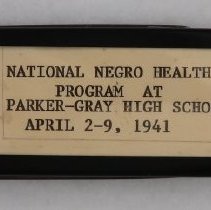 NATIONAL NEGRO HEALTH
PROGRAM AT
PARKER-GRAY HIGH SCHO
APRIL 2-9, 1941